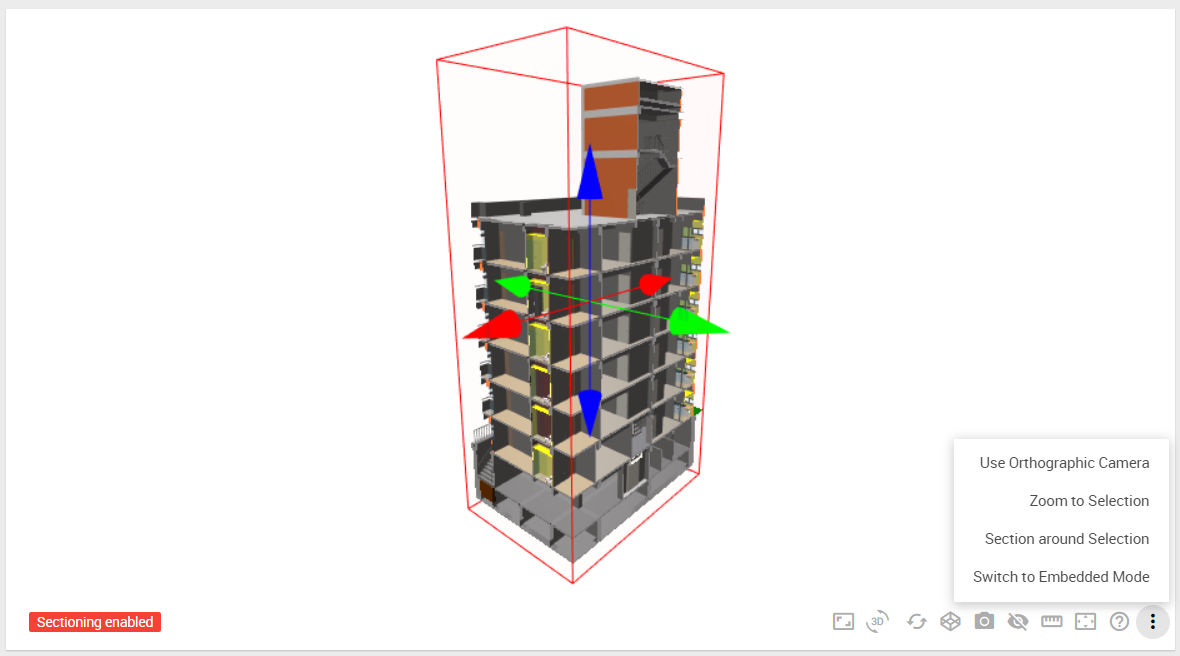 Use Orthographic Camera
Zoom to Selection
Section around Selection
Switch to Embedded Mode
Sectioning enabled
3D